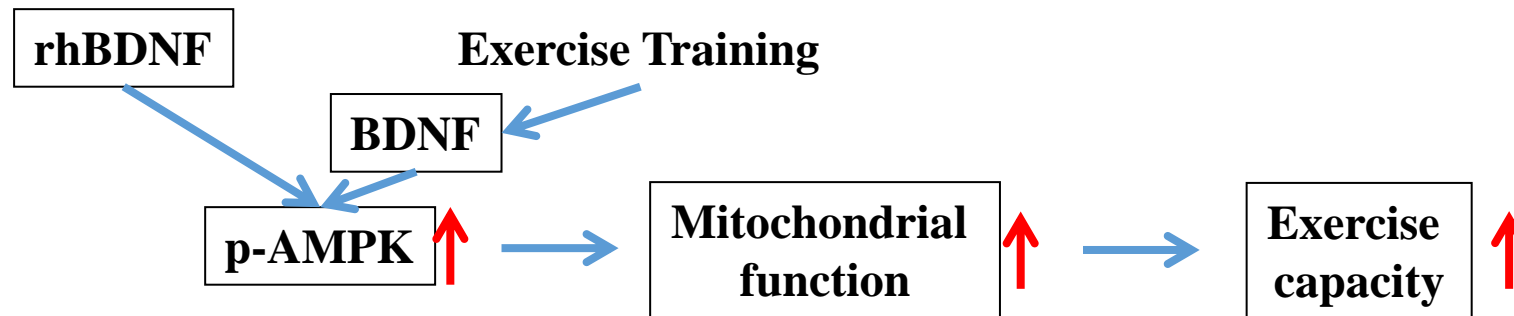 rhBDNF
Exercise Training
BDNF
p-AMPK
Mitochondrial
function
Exercise
capacity